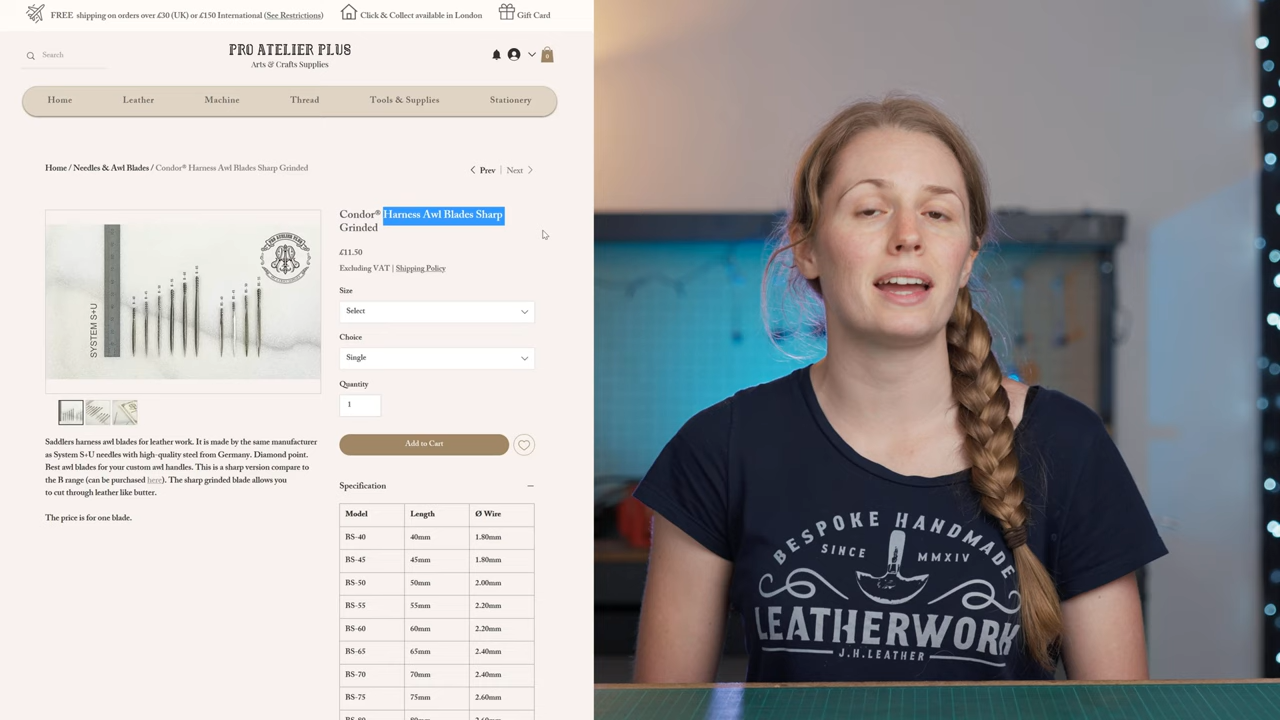 FREE shipping on orders over £30 (UK) or £150 International (See Restrictions)
Click & Collect available in London
Gift Card
Search
PRO ATELIER PLUS
Arts & Crafts Supplies
0
Home
Leather
Machine
Thread
Tools & Supplies
Stationery
Home / Needles & Awl Blades / Condor® Harness Awl Blades Sharp Grinded
Prev | Next
SYSTEM S+U
PRO ATELIER PLUS
Condor® Harness Awl Blades Sharp
Grinded
£11.50
Excluding VAT | Shipping Policy
Size
Select
Choice
Single
Quantity
1
Add to Cart
Saddlers harness awl blades for leather work. It is made by the same manufacturer
as System S+U needles with high-quality steel from Germany. Diamond point.
Best awl blades for your custom awl handles. This is a sharp version compare to
the B range (can be purchased here). The sharp grinded blade allows you
to cut through leather like butter.
The price is for one blade.
Specification
Model Length Ø Wire
BS-40 40mm 1.80mm
BS-45 45mm 1.80mm
BS-50 50mm 2.00mm
BS-55 55mm 2.20mm
BS-60 60mm 2.20mm
BS-65 65mm 2.40mm
BS-70 70mm 2.40mm
BS-75 75mm 2.60mm
BESPOKE HANDMADE
SINCE MMXIV
LEATHERWORK
J.H.LEATHER